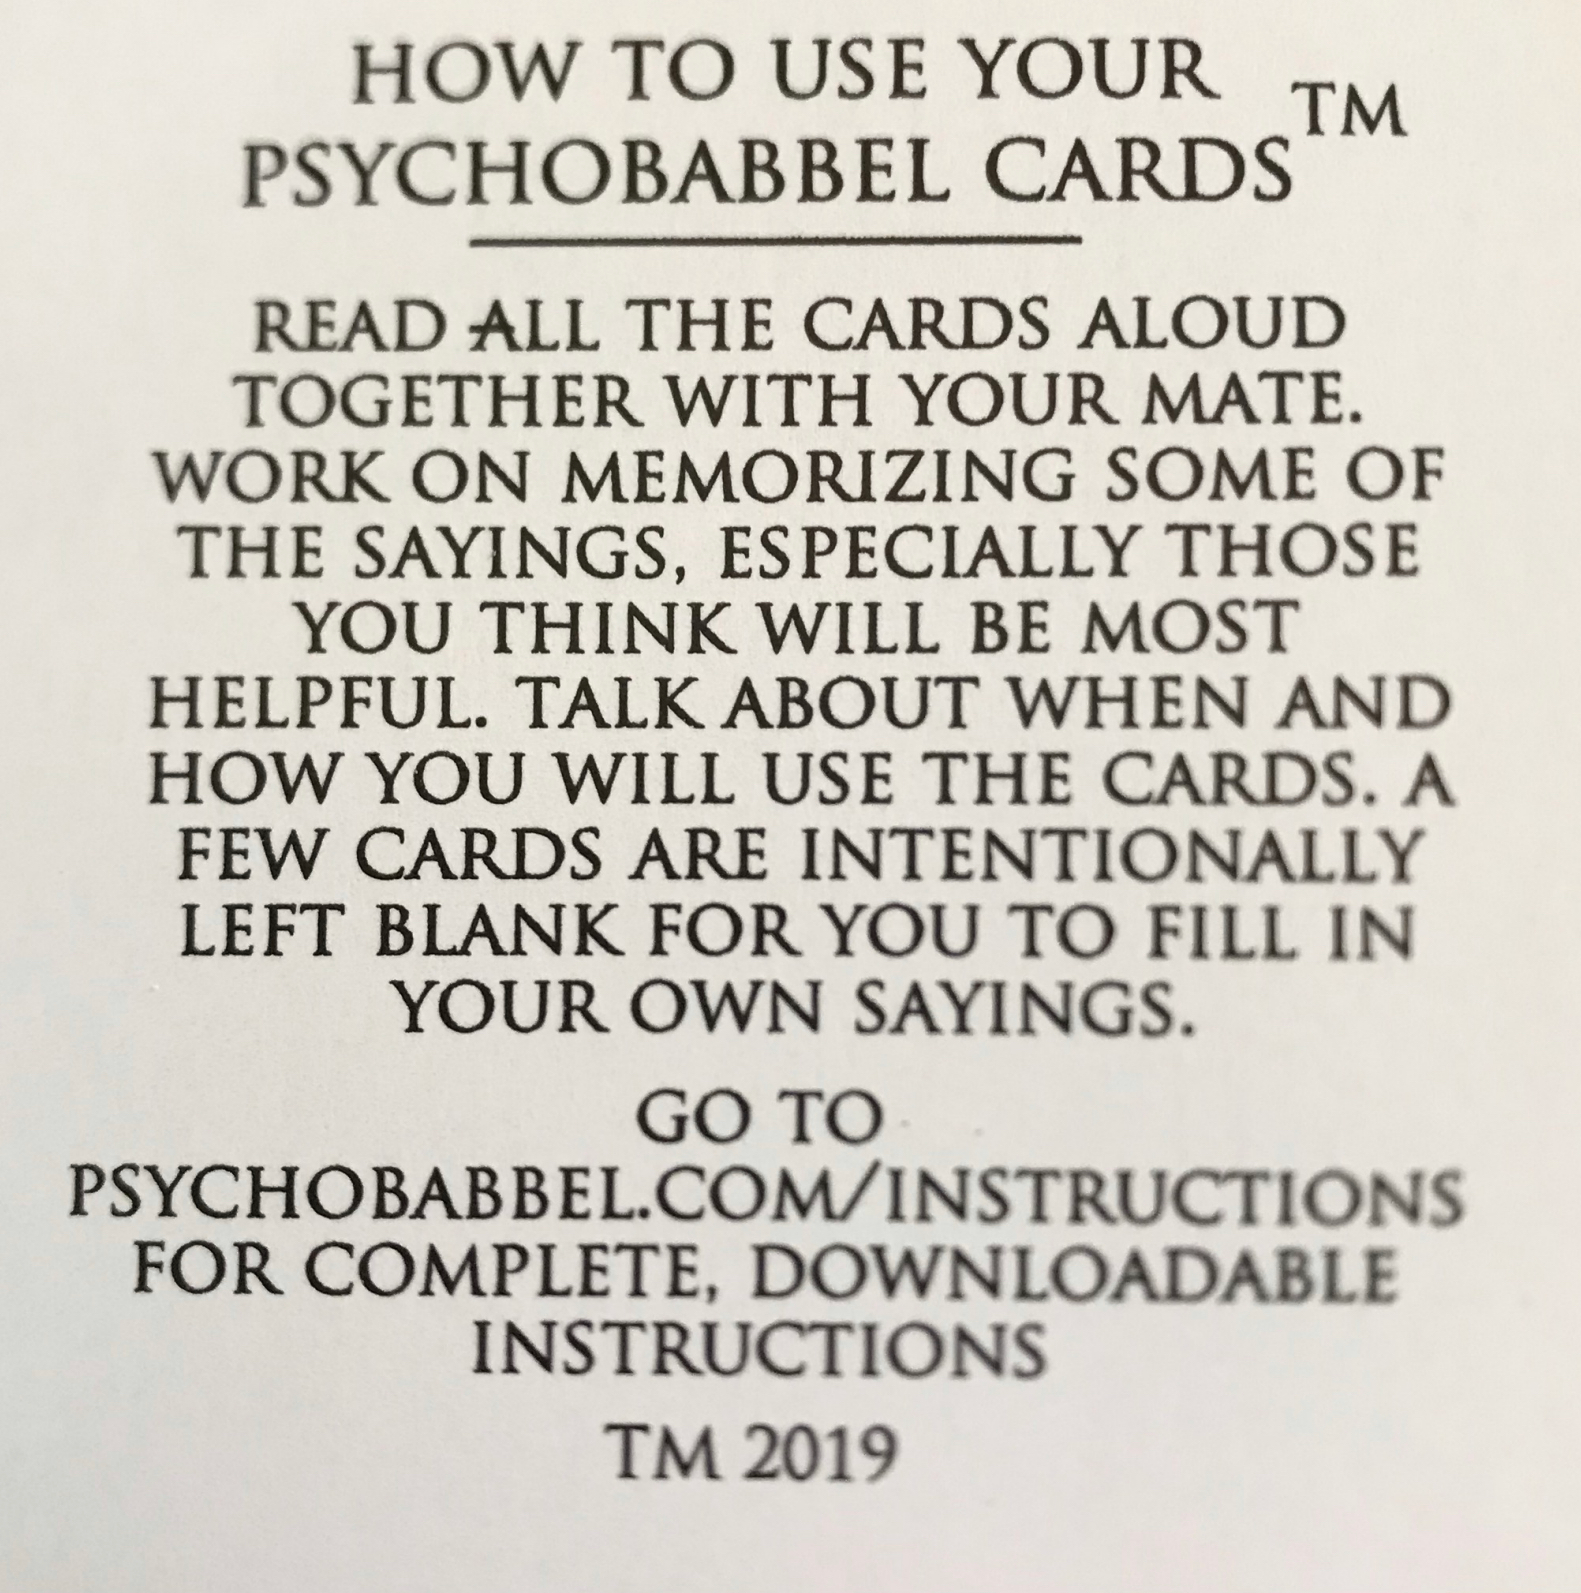 HOW TO USE YOUR
PSYCHOBABBEL CARDS™
READ ALL THE CARDS ALOUD
TOGETHER WITH YOUR MATE.
WORK ON MEMORIZING SOME OF
THE SAYINGS, ESPECIALLY THOSE
YOU THINK WILL BE MOST
HELPFUL. TALK ABOUT WHEN AND
HOW YOU WILL USE THE CARDS. A
FEW CARDS ARE INTENTIONALLY
LEFT BLANK FOR YOU TO FILL IN
YOUR OWN SAYINGS.
GO TO
PSYCHOBABBEL.COM/INSTRUCTIONS
FOR COMPLETE, DOWNLOADABLE
INSTRUCTIONS
TM 2019